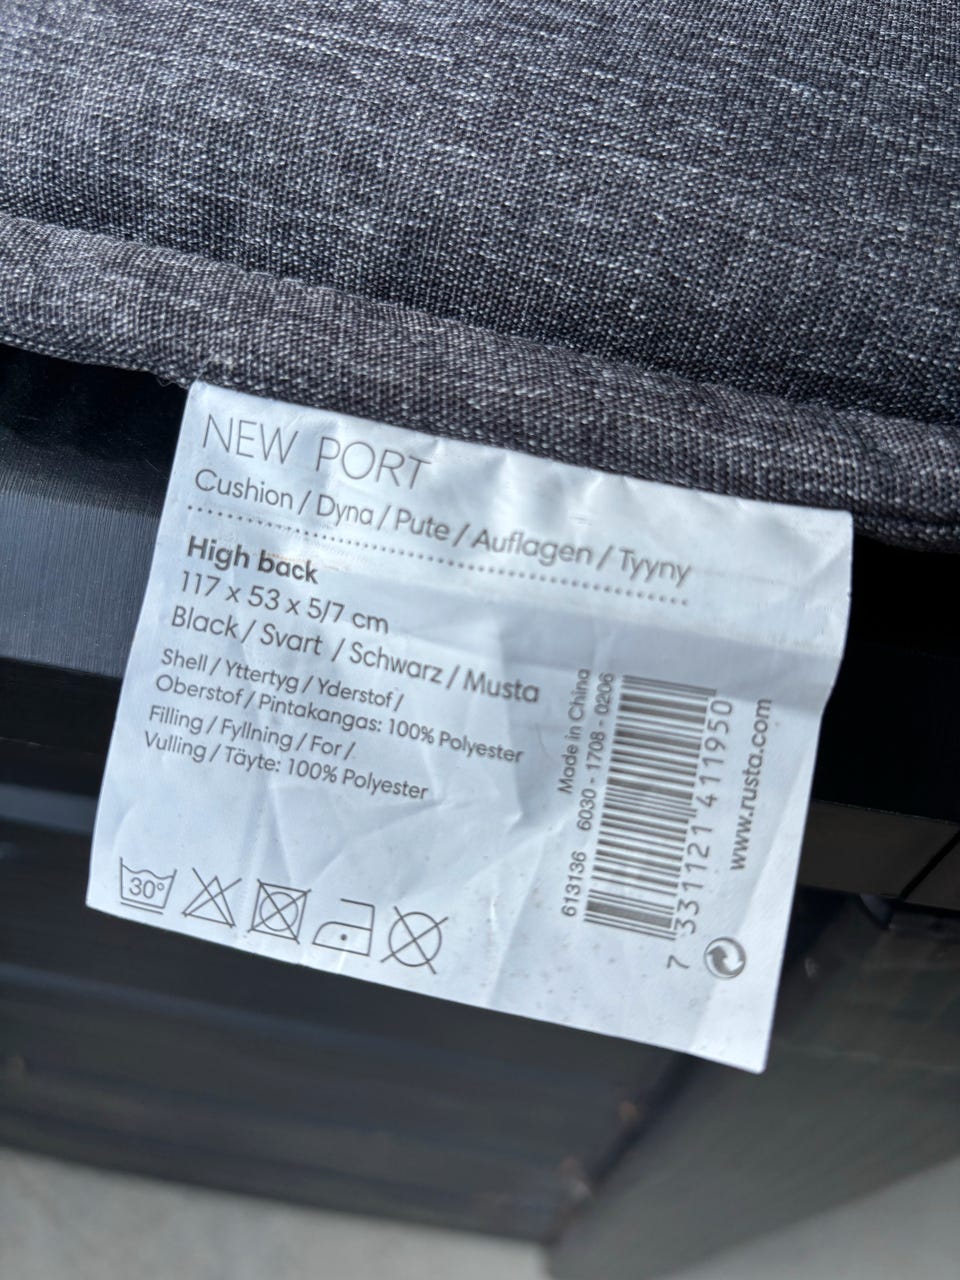 NEW PORT
Cushion / Dyna / Pute / Auflagen / Tyyny
High back
117 x 53 x 5/7 cm
Black / Svart / Schwarz / Musta
Shell / Yttertyg / Yderstof /
Oberstof / Pintakangas: 100% Polyester
Filling / Fyllning / For /
Vulling / Täyte: 100% Polyester
30°
Made in China
613136 6030 - 1708 - 0206
7 331121 411950
www.rusta.com